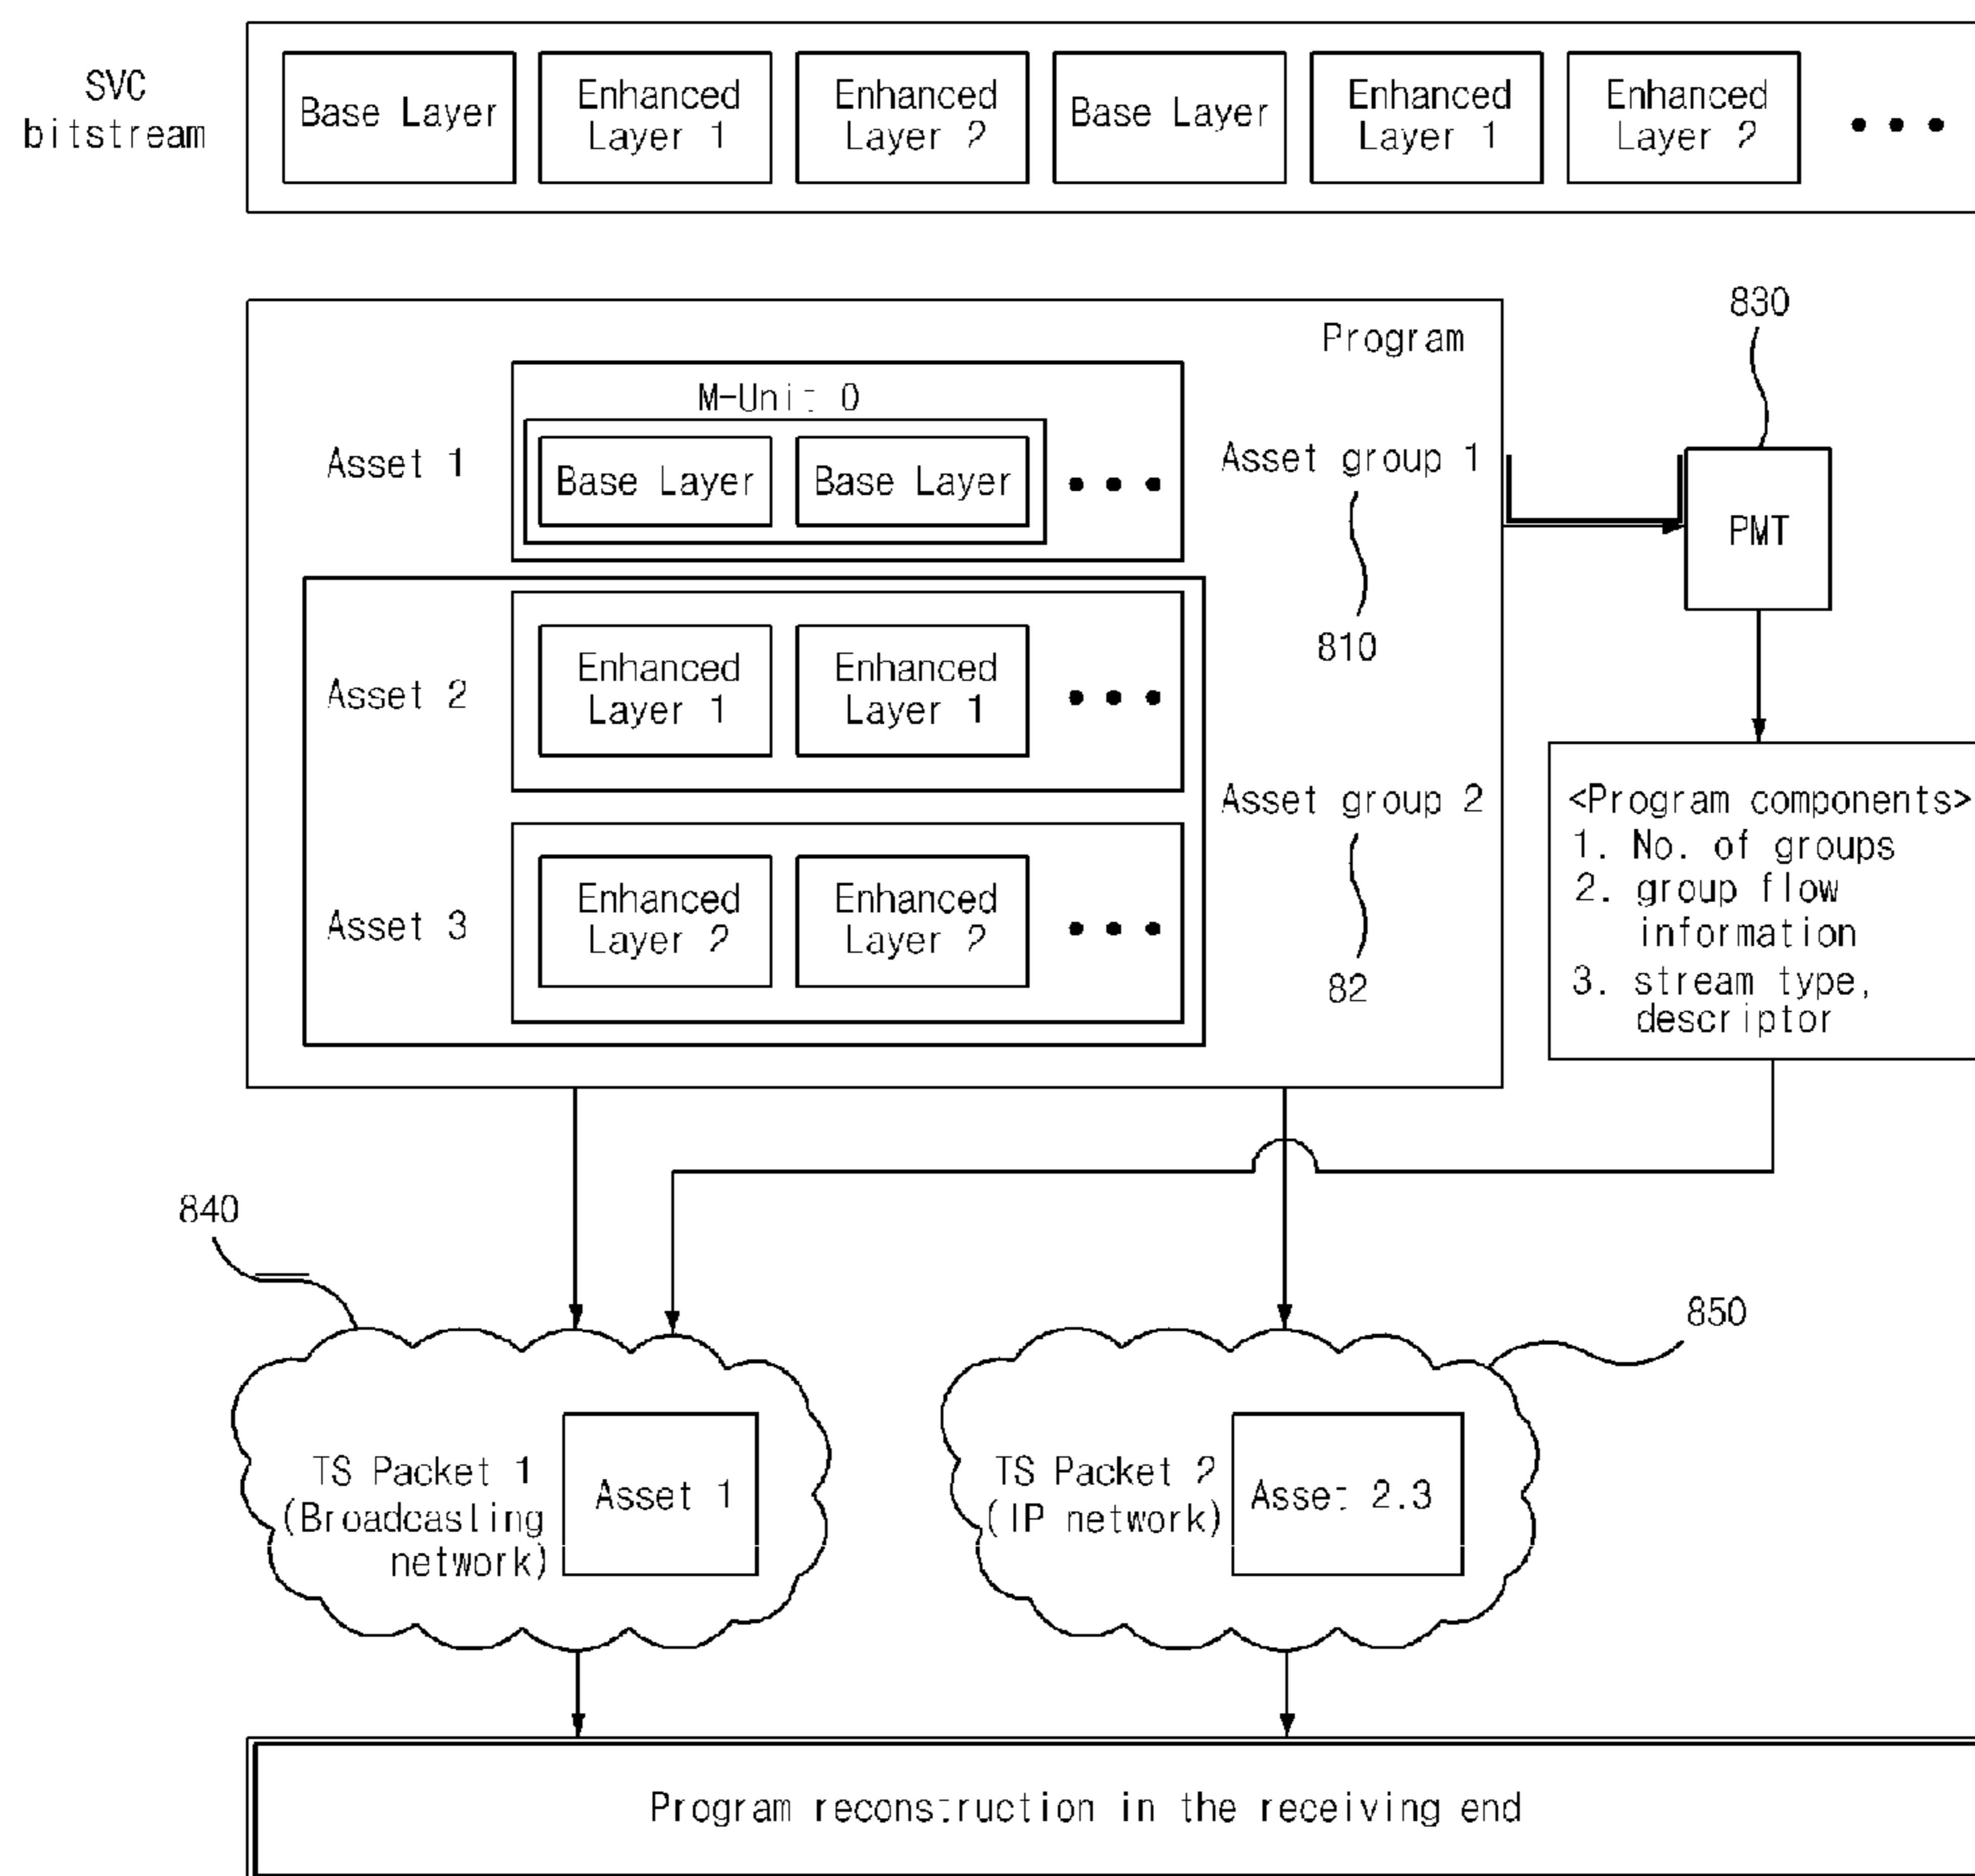 SVC
bitstream
Base Layer
Enhanced
Layer 1
Enhanced
Layer 2
Base Layer
Enhanced
Layer 1
Enhanced
Layer 2
Program
830
M-Unit 0
Asset 1
Base Layer
Base Layer
Asset group 1
PMT
810
Asset 2
Enhanced
Layer 1
Enhanced
Layer 1
Asset group 2
Asset 3
Enhanced
Layer 2
Enhanced
Layer 2
82
<Program components>
1. No. of groups
2. group flow
information
3. stream type,
descriptor
840
850
TS Packet 1
(Broadcasting
network)
Asset 1
TS Packet 2
(IP network)
Asset 2.3
Program reconstruction in the receiving end